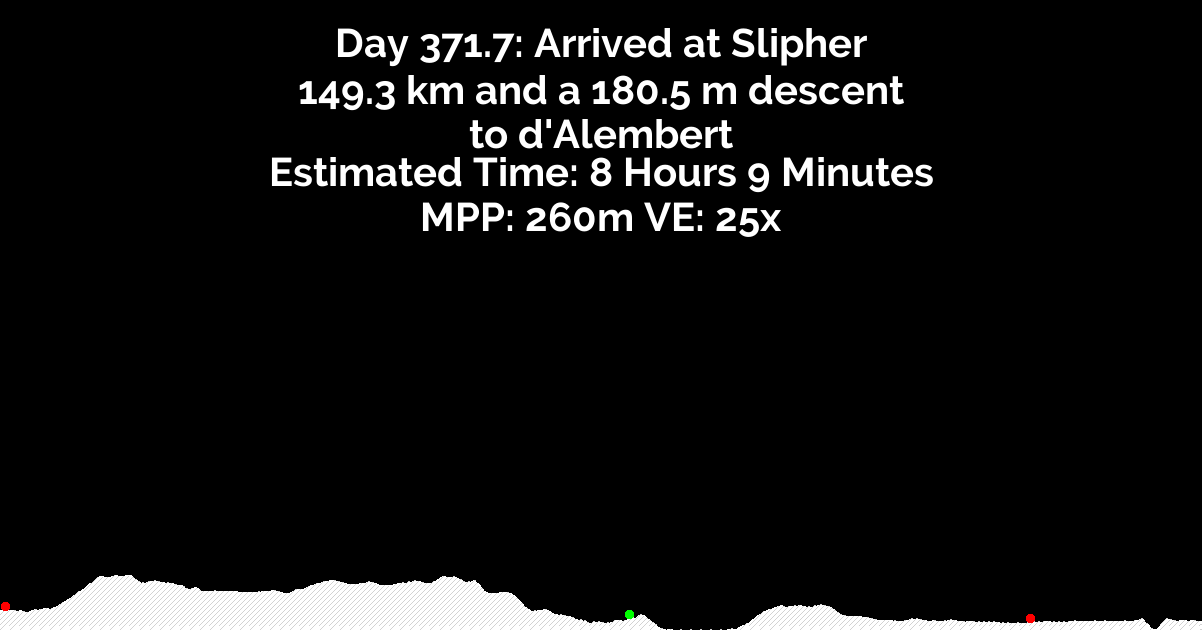 Day 371.7: Arrived at Slipher
149.3 km and a 180.5 m descent
to d'Alembert
Estimated Time: 8 Hours 9 Minutes
MPP: 260m VE: 25x